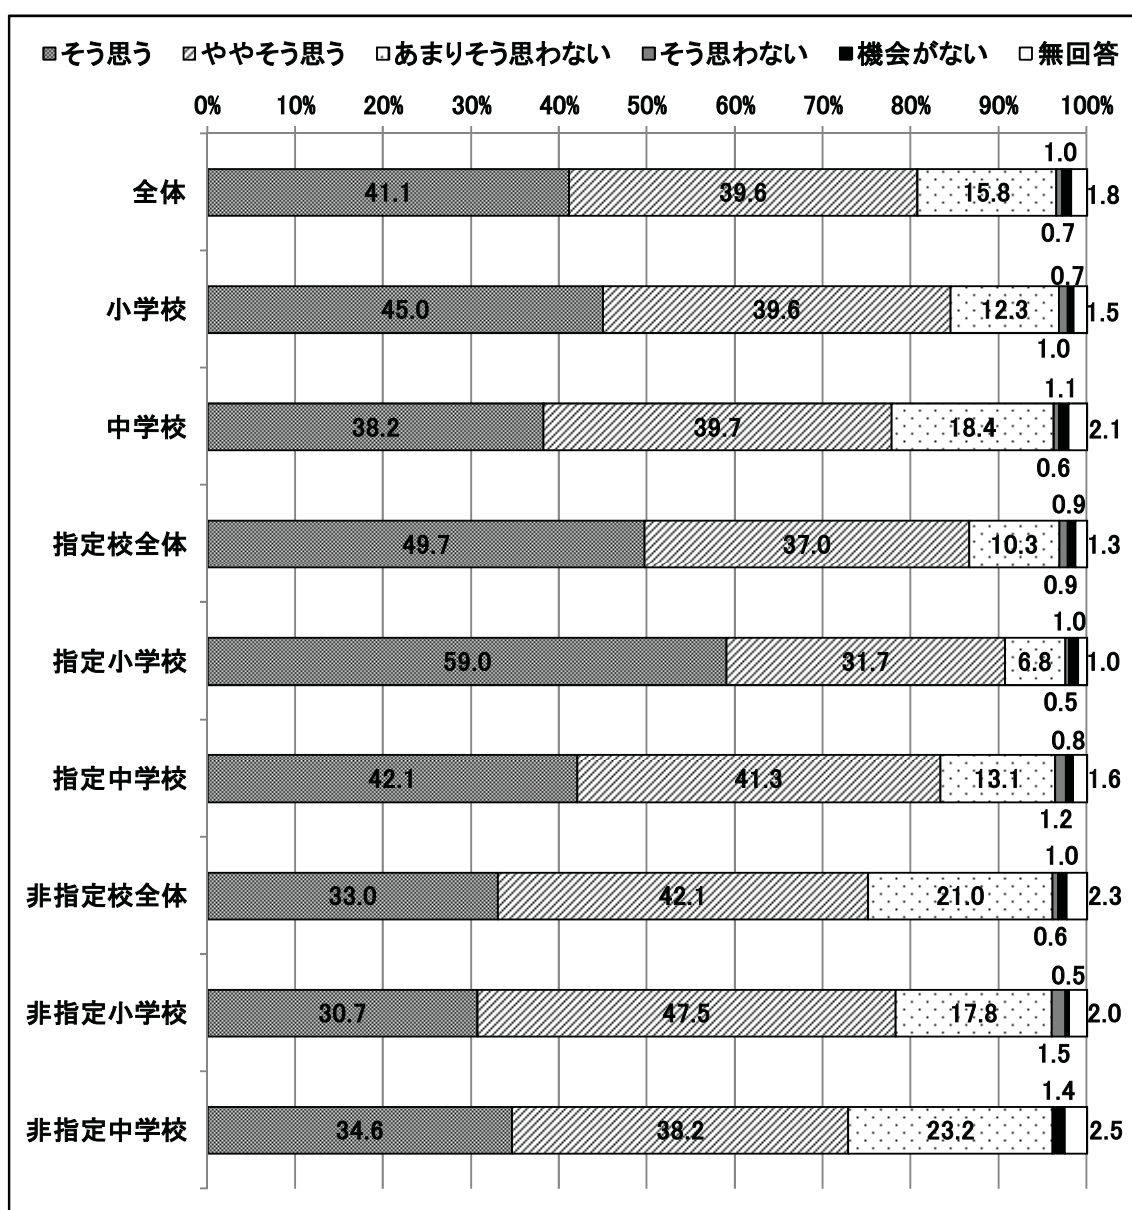 そう思う ややそう思う あまりそう思わない そう思わない 機会がない 無回答
0% 10% 20% 30% 40% 50% 60% 70% 80% 90% 100%
1.0
全体 41.1 39.6 15.8 1.8
0.7
0.7
小学校 45.0 39.6 12.3 1.5
1.0
1.1
中学校 38.2 39.7 18.4 2.1
0.6
0.9
指定校全体 49.7 37.0 10.3 1.3
0.9
1.0
指定小学校 59.0 31.7 6.8 1.0
0.5
0.8
指定中学校 42.1 41.3 13.1 1.6
1.2
1.0
非指定校全体 33.0 42.1 21.0 2.3
0.6
0.5
非指定小学校 30.7 47.5 17.8 2.0
1.5
1.4
非指定中学校 34.6 38.2 23.2 2.5